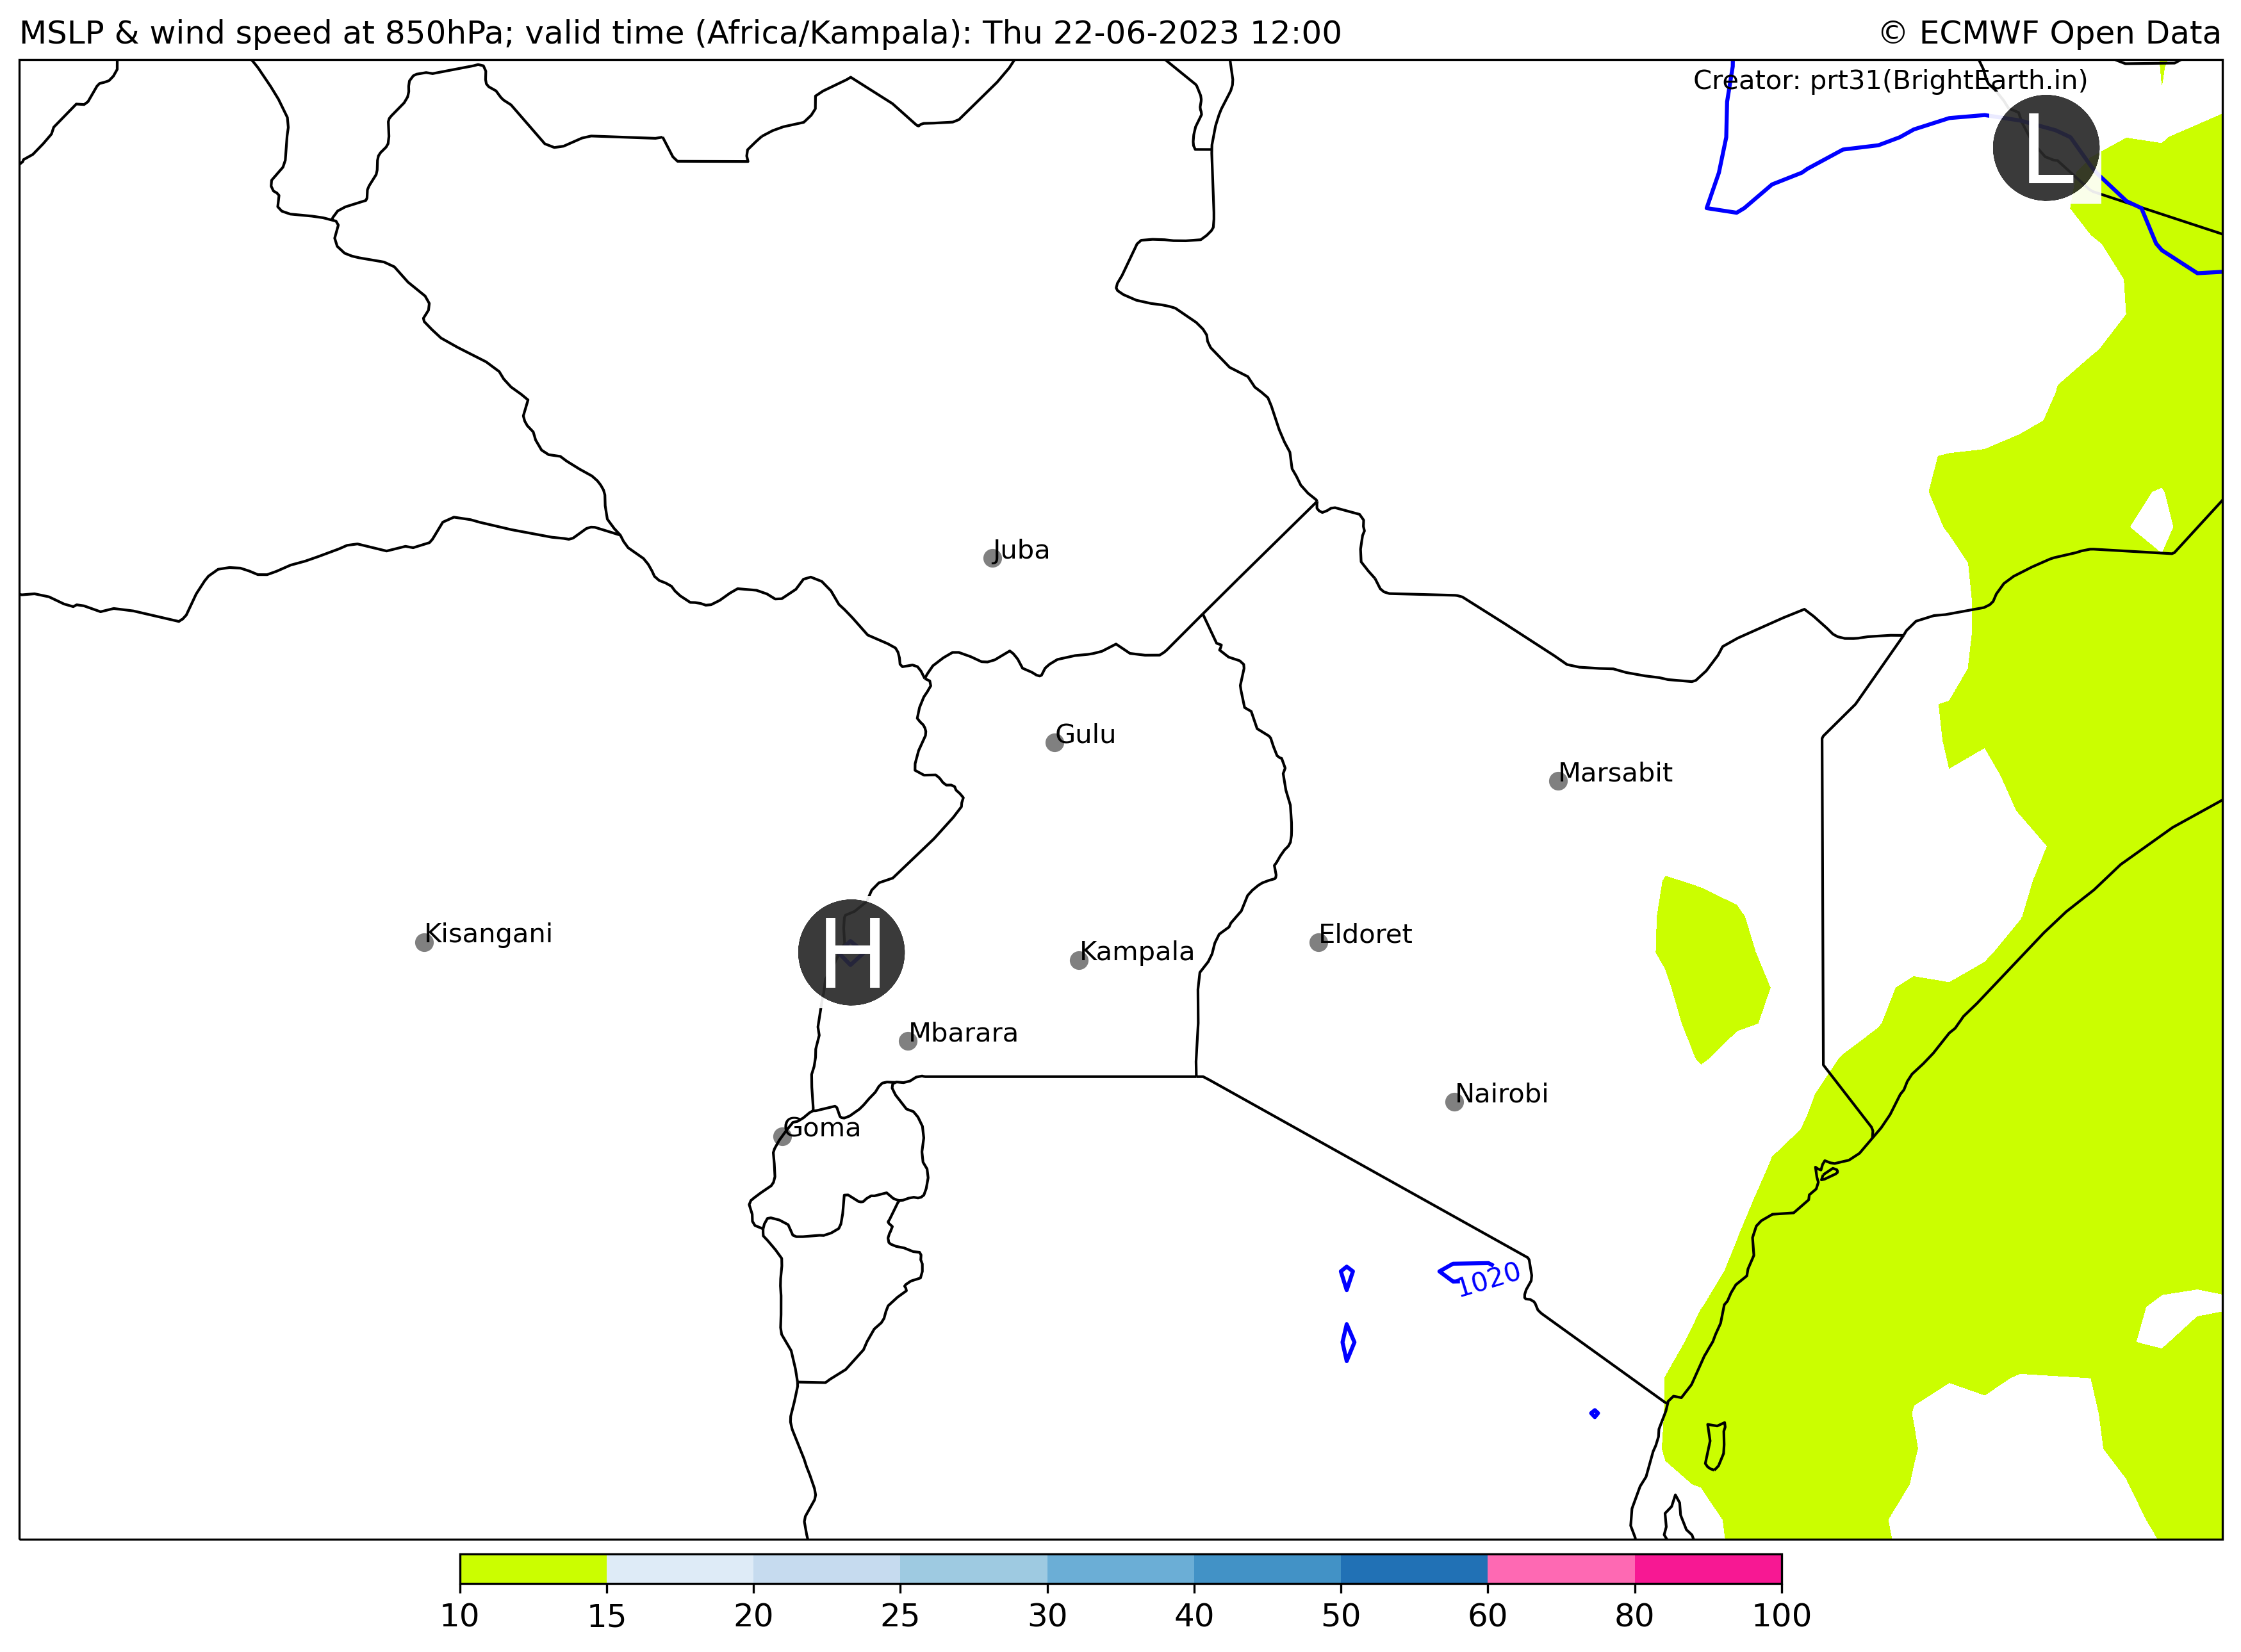 MSLP & wind speed at 850hPa; valid time (Africa/Kampala): Thu 22-06-2023 12:00
© ECMWF Open Data
Creator: prt31(BrightEarth.in)
L
Juba
Gulu
Marsabit
Kisangani
H
Kampala
Eldoret
Mbarara
Nairobi
Goma
1020
10 15 20 25 30 40 50 60 80 100